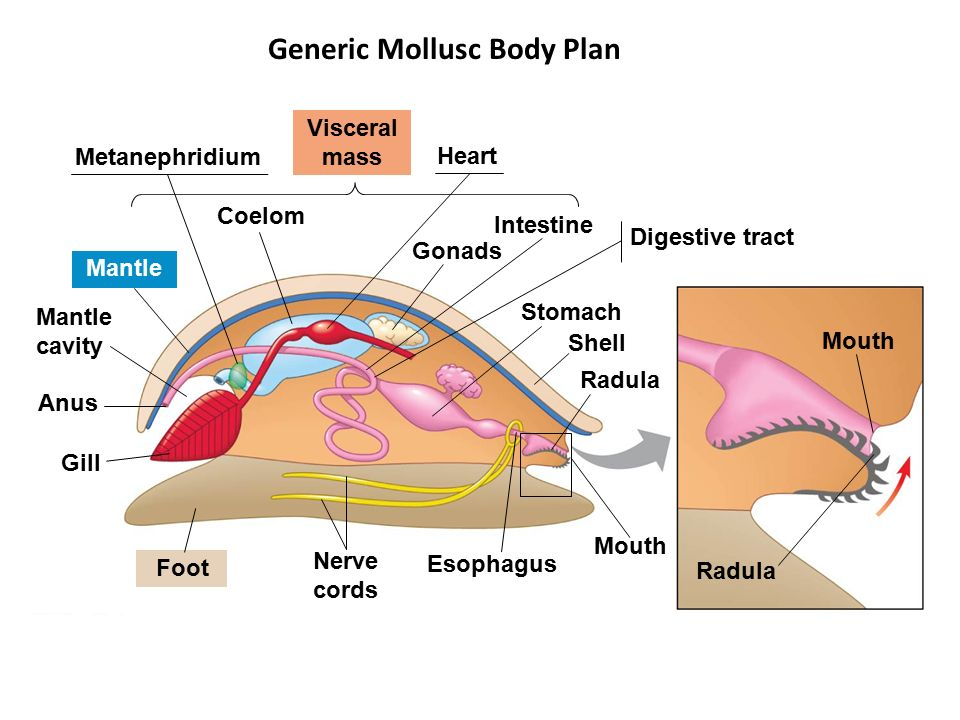 Generic Mollusc Body Plan
Visceral
mass
Metanephridium
Heart
Coelom
Intestine
Digestive tract
Gonads
Mantle
Mantle
cavity
Stomach
Shell
Mouth
Radula
Anus
Gill
Mouth
Nerve
cords
Esophagus
Foot
Radula